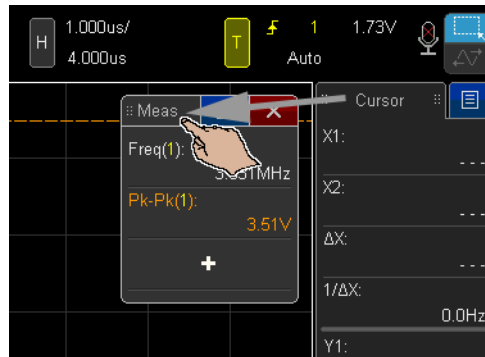 H 1.000us/ T 1 1.73V
4.000us Auto
Meas Cursor
Freq(1): X1:
MHz ---
Pk-Pk(1): X2:
3.51V ---
+ ΔX:
---
1/ΔX:
0.0Hz
Y1: